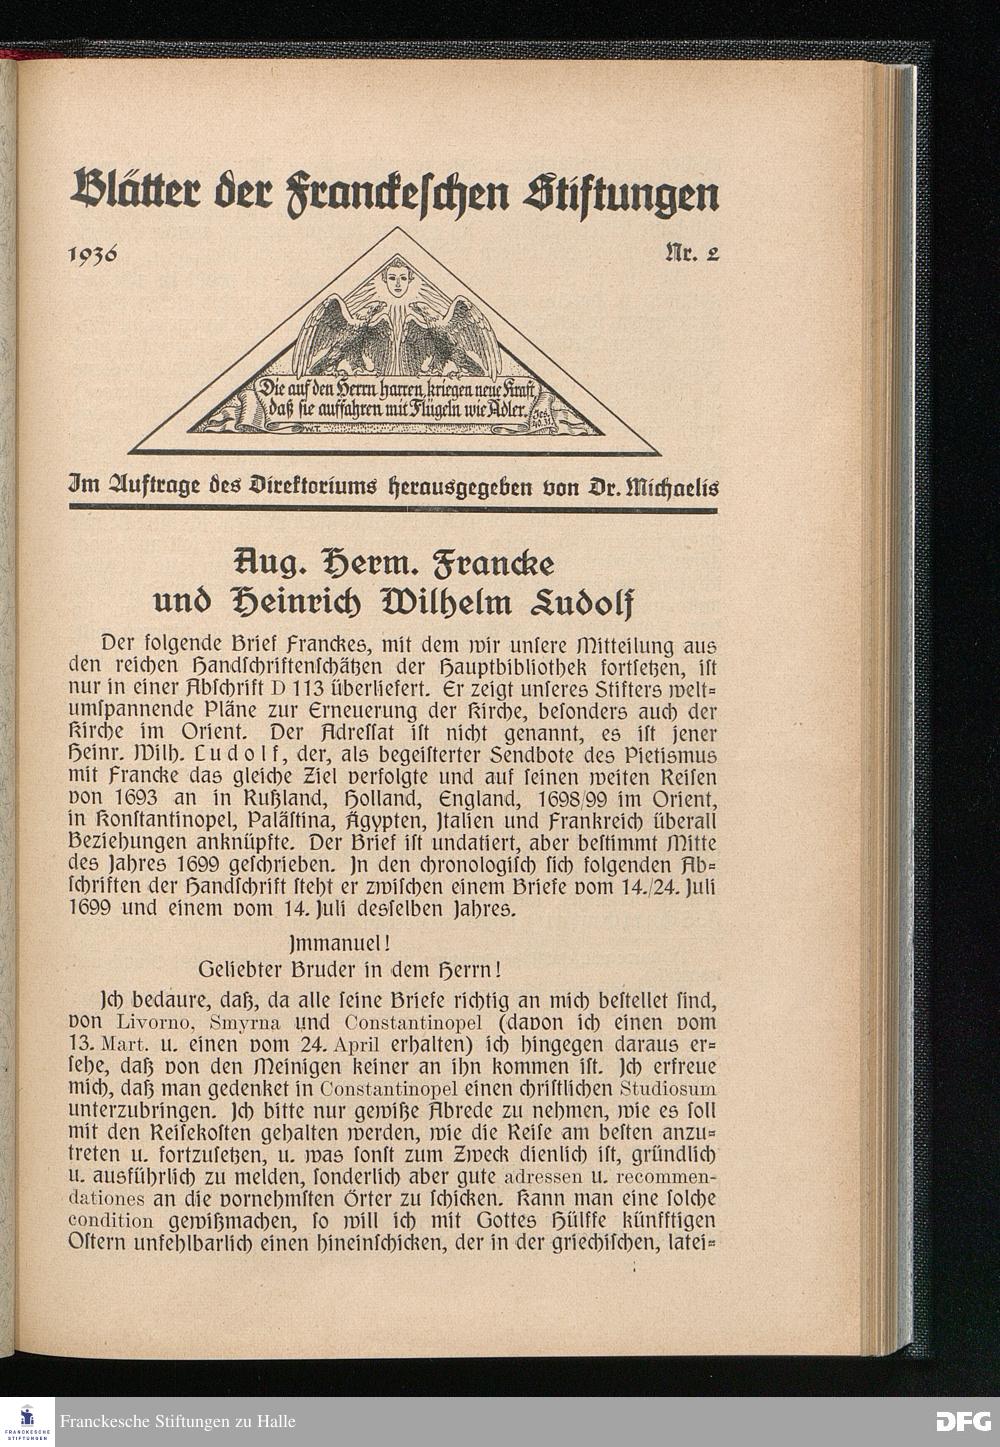 Blätter der Franckeschen Stiftungen
1936
Nr. 2
Die auf den Herrn harren, kriegen neue Kraft,
daß sie auffahren mit Flügeln wie Adler.
Jes.
40.31.
W.T.
Im Auftrage des Direktoriums herausgegeben von Dr. Michaelis
Aug. Herm. Francke
und Heinrich Wilhelm Ludolf
Der folgende Brief Franckes, mit dem wir unsere Mitteilung aus
den reichen Handschriftenschätzen der Hauptbibliothek fortsetzen, ist
nur in einer Abschrift D 113 überliefert. Er zeigt unseres Stifters welt-
umspannende Pläne zur Erneuerung der Kirche, besonders auch der
Kirche im Orient. Der Adressat ist nicht genannt, es ist jener
Heinr. Wilh. Ludolf, der, als begeisterter Sendbote des Pietismus
mit Francke das gleiche Ziel verfolgte und auf seinen weiten Reisen
von 1693 an in Rußland, Holland, England, 1698/99 im Orient,
in Konstantinopel, Palästina, Ägypten, Italien und Frankreich überall
Beziehungen anknüpfte. Der Brief ist undatiert, aber bestimmt Mitte
des Jahres 1699 geschrieben. In den chronologisch sich folgenden Ab-
schriften der Handschrift steht er zwischen einem Briefe vom 14./24. Juli
1699 und einem vom 14. Juli desselben Jahres.
Immanuel!
Geliebter Bruder in dem Herrn!
Ich bedaure, daß, da alle seine Briefe richtig an mich bestellet sind,
von Livorno, Smyrna und Constantinopel (davon ich einen vom
13. Mart. u. einen vom 24. April erhalten) ich hingegen daraus er-
sehe, daß von den Meinigen keiner an ihn kommen ist. Ich erfreue
mich, daß man gedenket in Constantinopel einen christlichen Studiosum
unterzubringen. Ich bitte nur gewiße Abrede zu nehmen, wie es soll
mit den Reisekosten gehalten werden, wie die Reise am besten anzu-
treten u. fortzusetzen, u. was sonst zum Zweck dienlich ist, gründlich
u. ausführlich zu melden, sonderlich aber gute adressen u. recommen-
dationes an die vornehmsten Örter zu schicken. Kann man eine solche
condition gewißmachen, so will ich mit Gottes Hülffe künfftigen
Ostern unfehlbarlich einen hineinschicken, der in der griechischen, latei-
FRANCKESCHE
STIFTUNGEN
Franckesche Stiftungen zu Halle
DFG